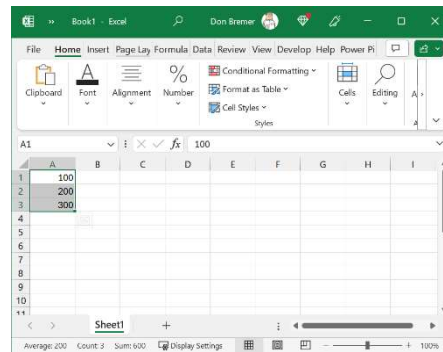 Book1 - Excel
Don Bremer
File Home Insert Page Lay Formula Data Review View Develop Help Power Pi
Clipboard
Font
Alignment
Number
Conditional Formatting
Format as Table
Cell Styles
Styles
Cells
Editing
A1
fx 100
A B C D E F G H I
1 100
2 200
3 300
4
5
6
7
8
9
10
11
Sheet1
Average: 200 Count: 3 Sum: 600 Display Settings 100%